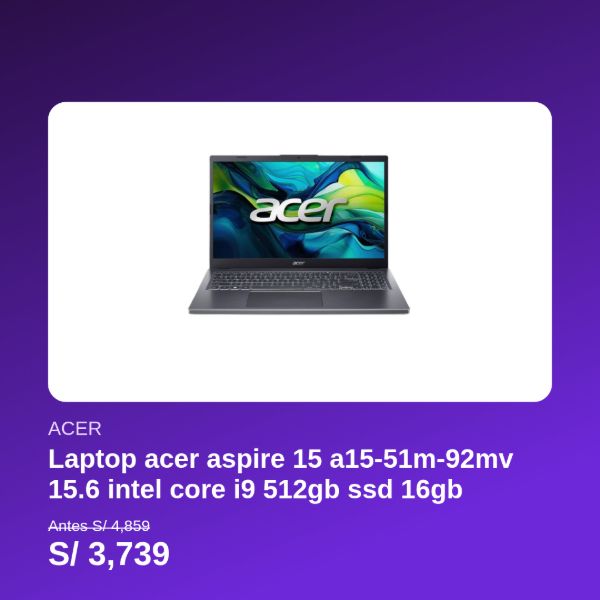 acer
acer
ACER
Laptop acer aspire 15 a15-51m-92mv
15.6 intel core i9 512gb ssd 16gb
Antes S/ 4,859
S/ 3,739